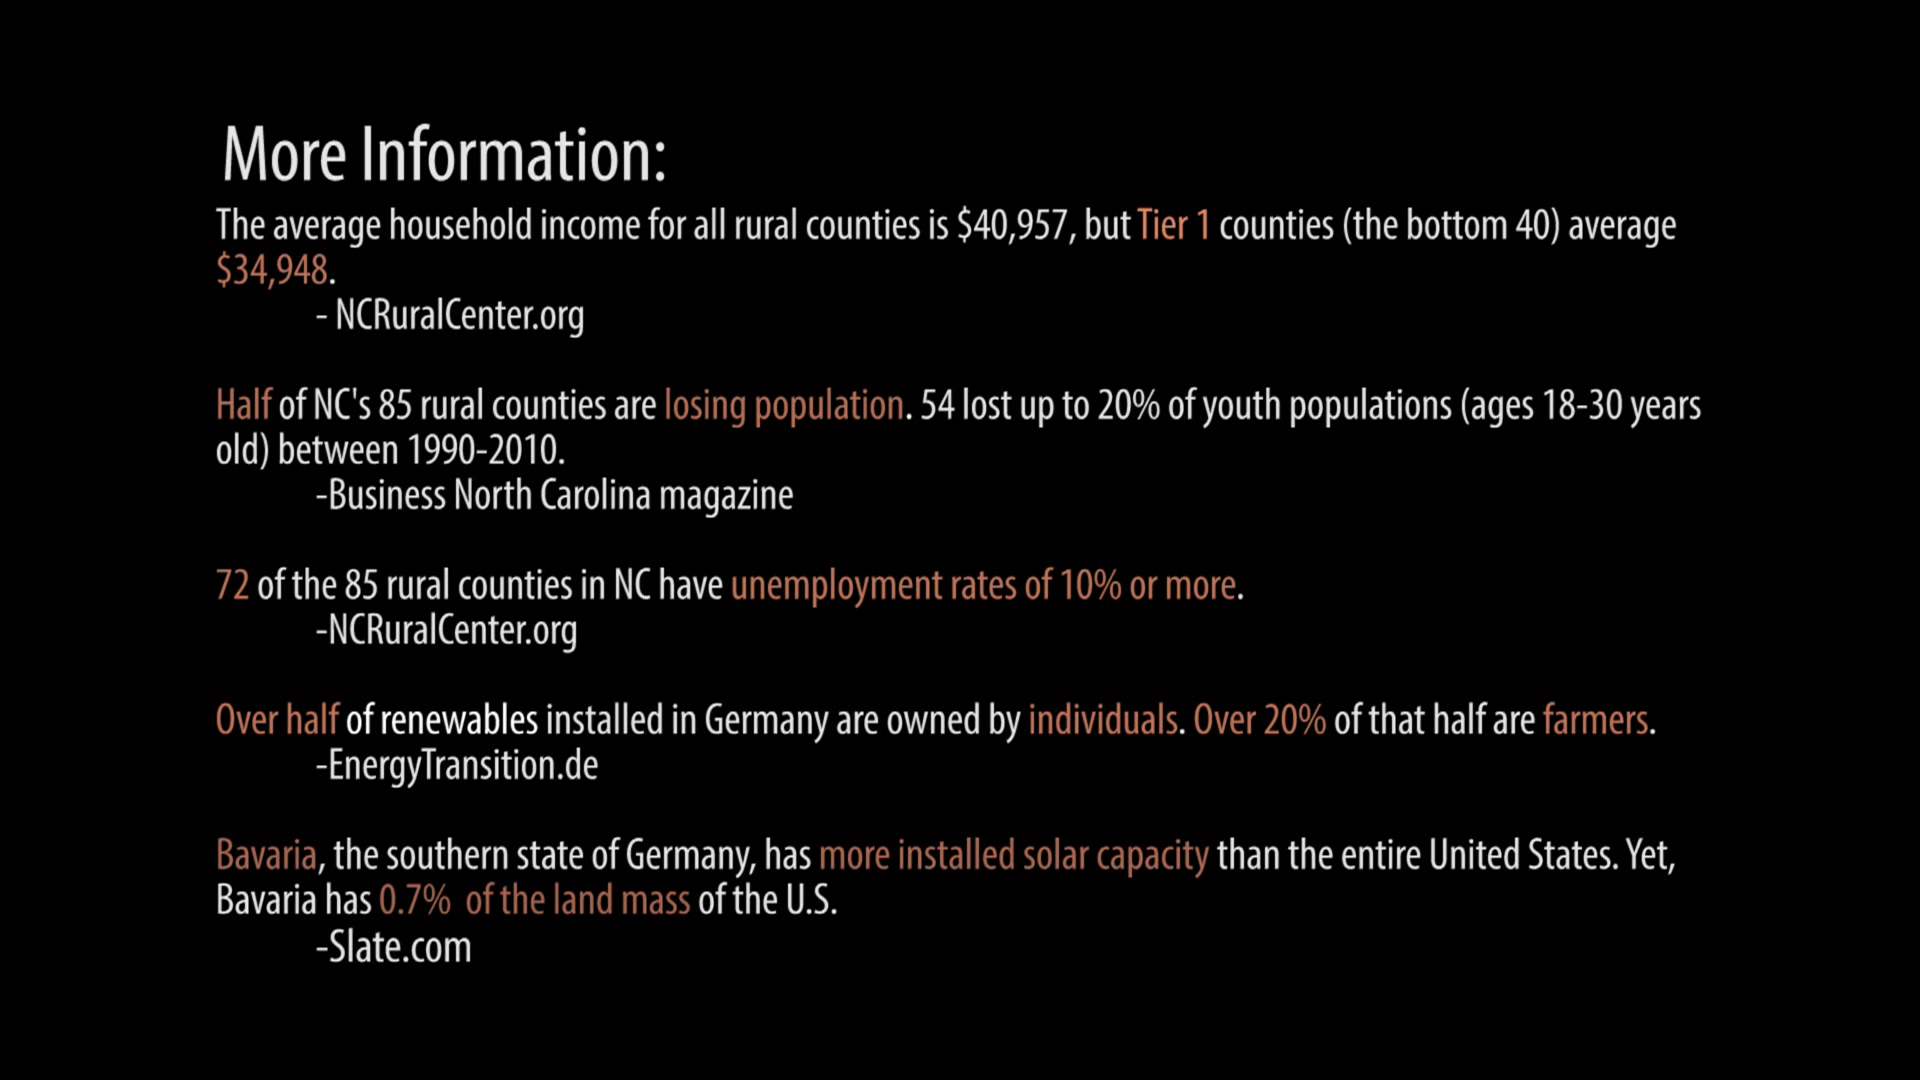 More Information:
The average household income for all rural counties is $40,957, but Tier 1 counties (the bottom 40) average
$34,948.
- NCRuralCenter.org
Half of NC's 85 rural counties are losing population. 54 lost up to 20% of youth populations (ages 18-30 years
old) between 1990-2010.
-Business North Carolina magazine
72 of the 85 rural counties in NC have unemployment rates of 10% or more.
-NCRuralCenter.org
Over half of renewables installed in Germany are owned by individuals. Over 20% of that half are farmers.
-EnergyTransition.de
Bavaria, the southern state of Germany, has more installed solar capacity than the entire United States. Yet,
Bavaria has 0.7%  of the land mass of the U.S.
-Slate.com